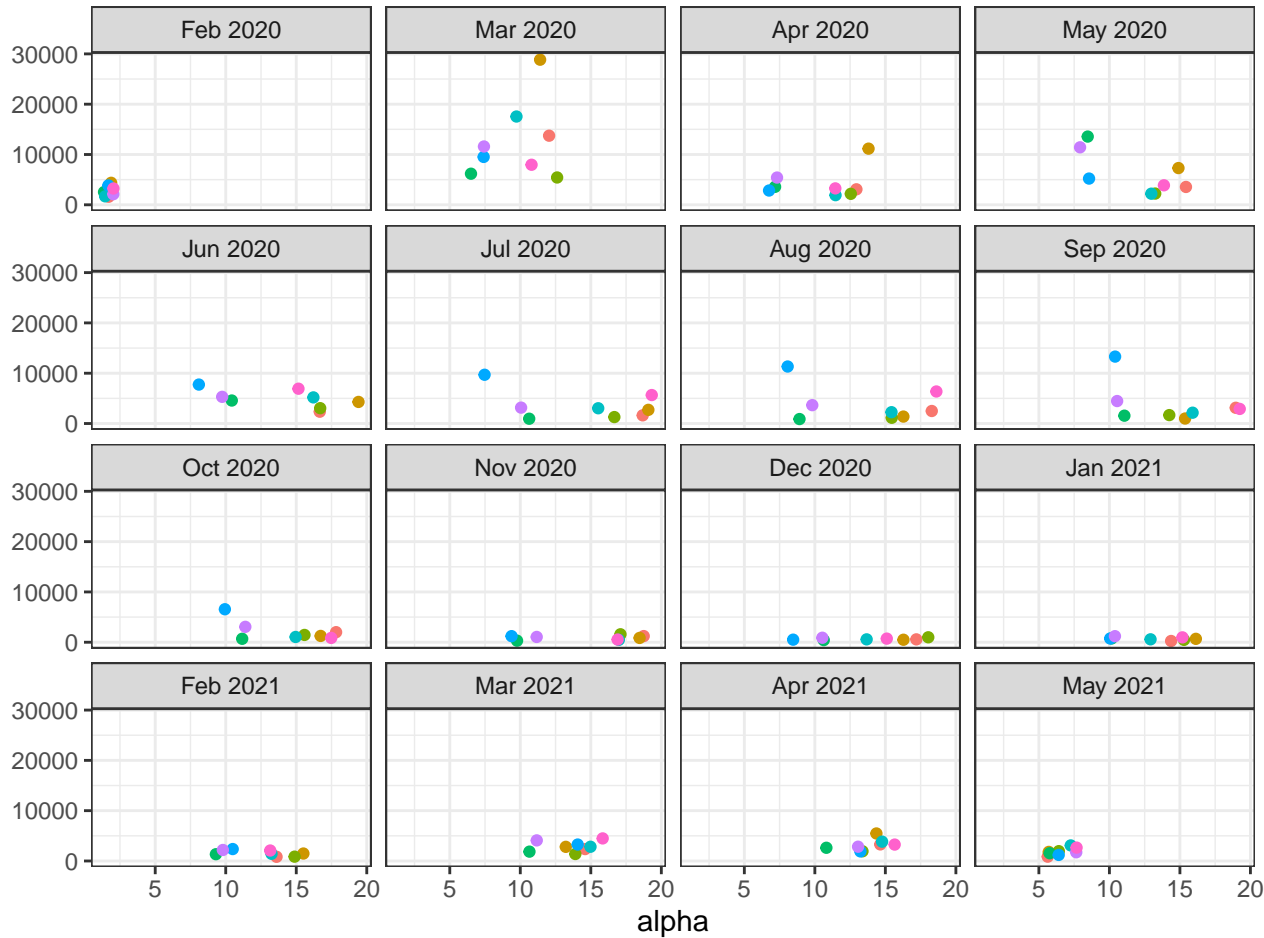 Feb 2020 Mar 2020 Apr 2020 May 2020
30000
20000
10000
0
Jun 2020 Jul 2020 Aug 2020 Sep 2020
30000
20000
10000
0
Oct 2020 Nov 2020 Dec 2020 Jan 2021
30000
20000
10000
0
Feb 2021 Mar 2021 Apr 2021 May 2021
30000
20000
10000
0
5 10 15 20 5 10 15 20 5 10 15 20 5 10 15 20
alpha